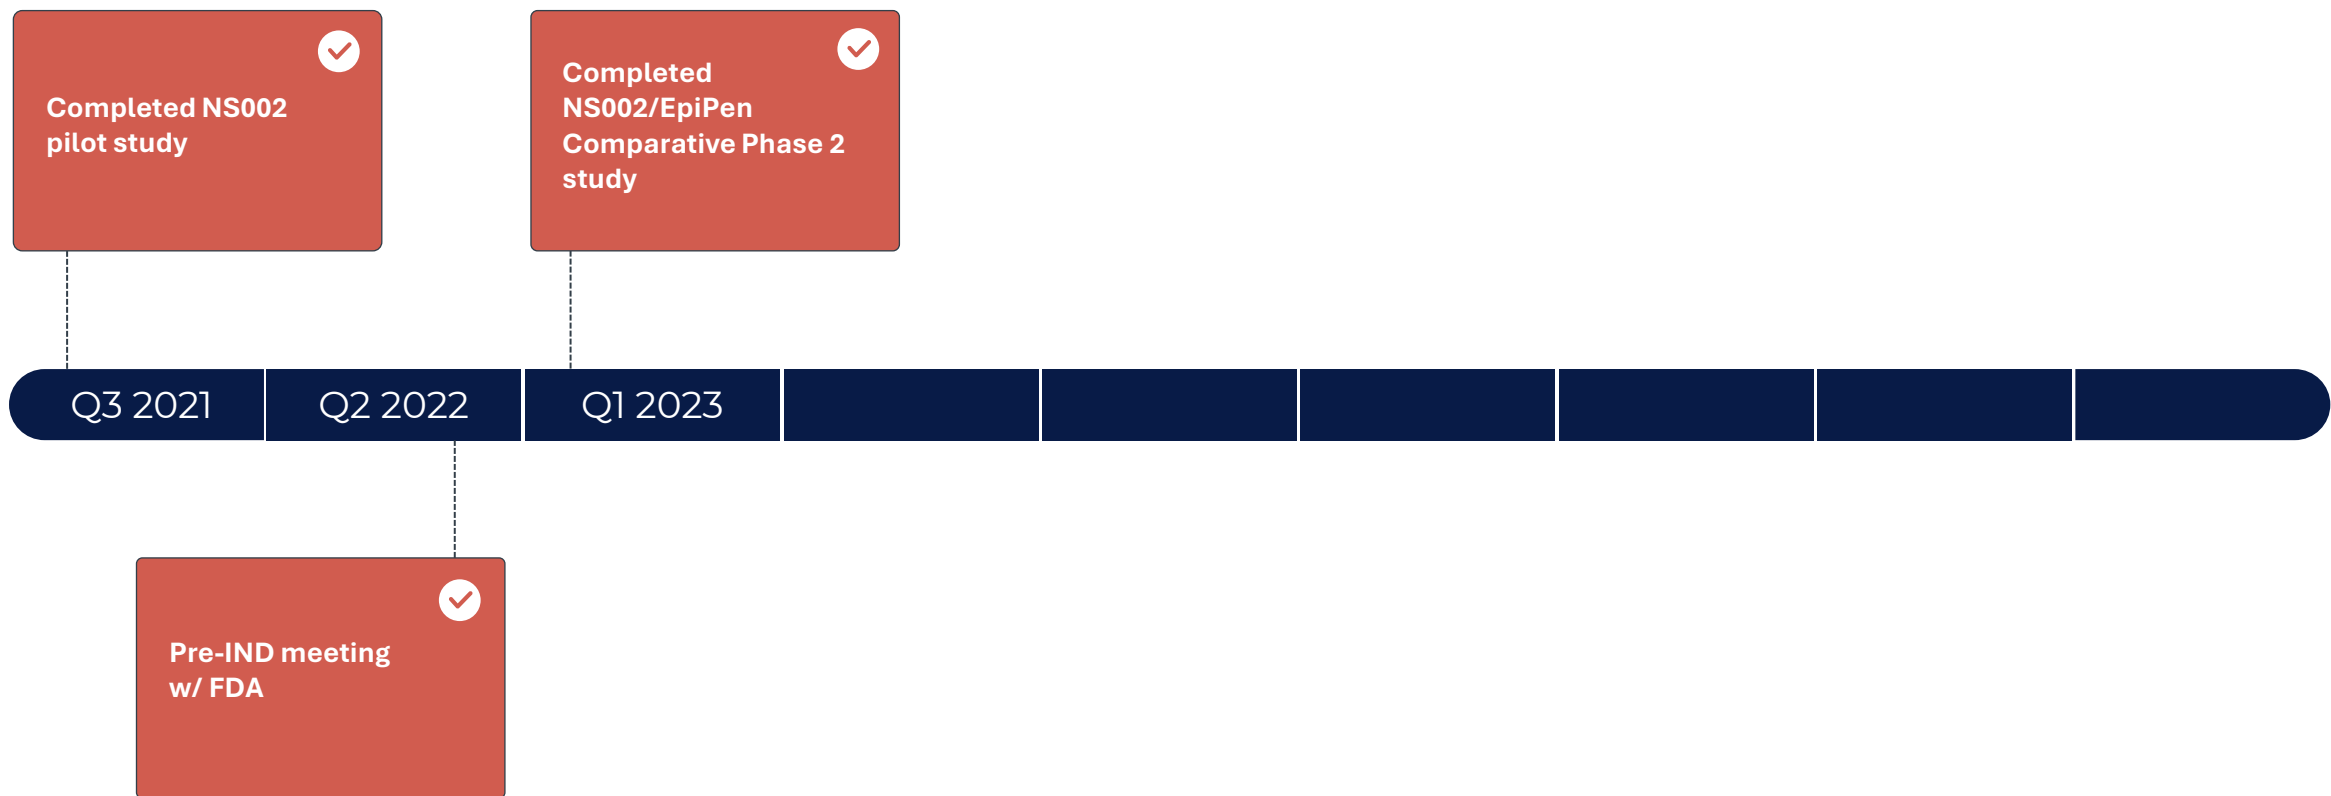 Completed NS002
pilot study
Completed
NS002/EpiPen
Comparative Phase 2
study
Q3 2021
Q2 2022
Q1 2023
Pre-IND meeting
w/ FDA